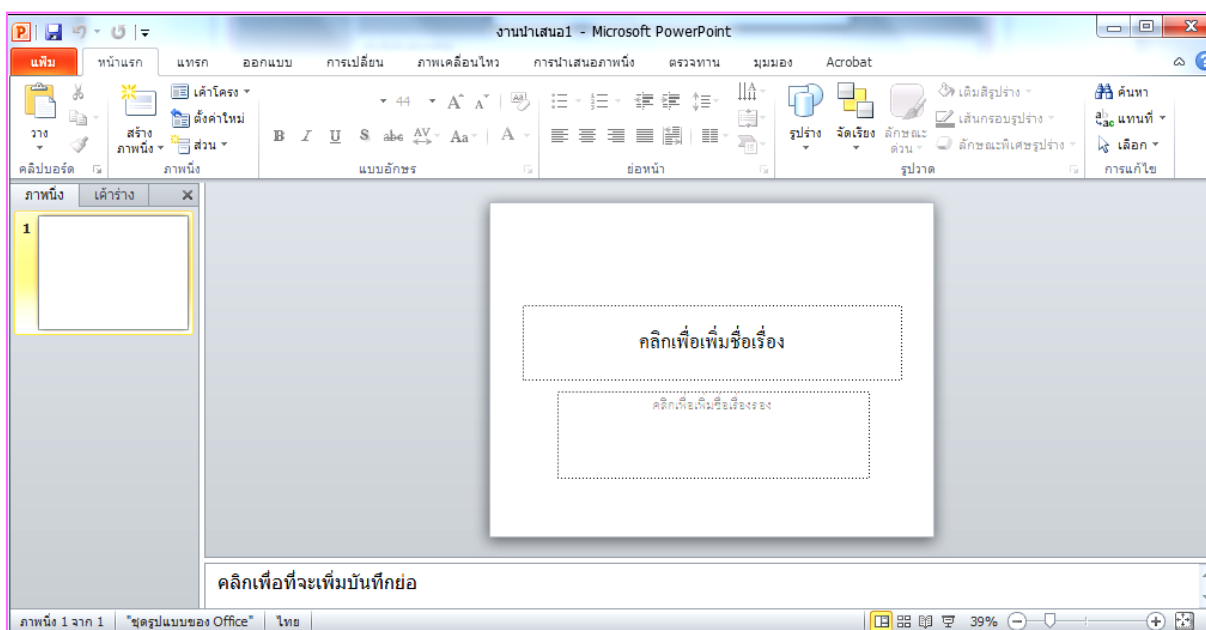 งานนำเสนอ1 - Microsoft PowerPoint
แฟ้ม หน้าแรก แทรก ออกแบบ การเปลี่ยน ภาพเคลื่อนไหว การนำเสนอภาพนิ่ง ตรวจทาน มุมมอง Acrobat
วาง
สร้าง
ภาพนิ่ง
เค้าโครง
ตั้งค่าใหม่
ส่วน
44
B I U S abc AV Aa A
รูปร่าง
จัดเรียง
ลักษณะ
ด่วน
เติมสีรูปร่าง
เส้นกรอบรูปร่าง
ลักษณะพิเศษรูปร่าง
ค้นหา
แทนที่
เลือก
คลิปบอร์ด ภาพนิ่ง แบบอักษร ย่อหน้า รูปวาด การแก้ไข
ภาพนิ่ง เค้าร่าง
1
คลิกเพื่อเพิ่มชื่อเรื่อง
คลิกเพื่อเพิ่มชื่อเรื่องรอง
คลิกเพื่อที่จะเพิ่มบันทึกย่อ
ภาพนิ่ง 1 จาก 1 "ชุดรูปแบบของ Office" ไทย 39%